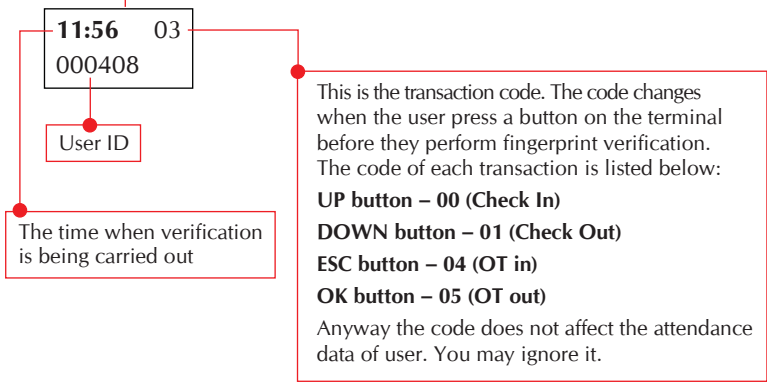 11:56 03
000408
User ID
The time when verification
is being carried out
This is the transaction code. The code changes
when the user press a button on the terminal
before they perform fingerprint verification.
The code of each transaction is listed below:
UP button – 00 (Check In)
DOWN button – 01 (Check Out)
ESC button – 04 (OT in)
OK button – 05 (OT out)
Anyway the code does not affect the attendance
data of user. You may ignore it.